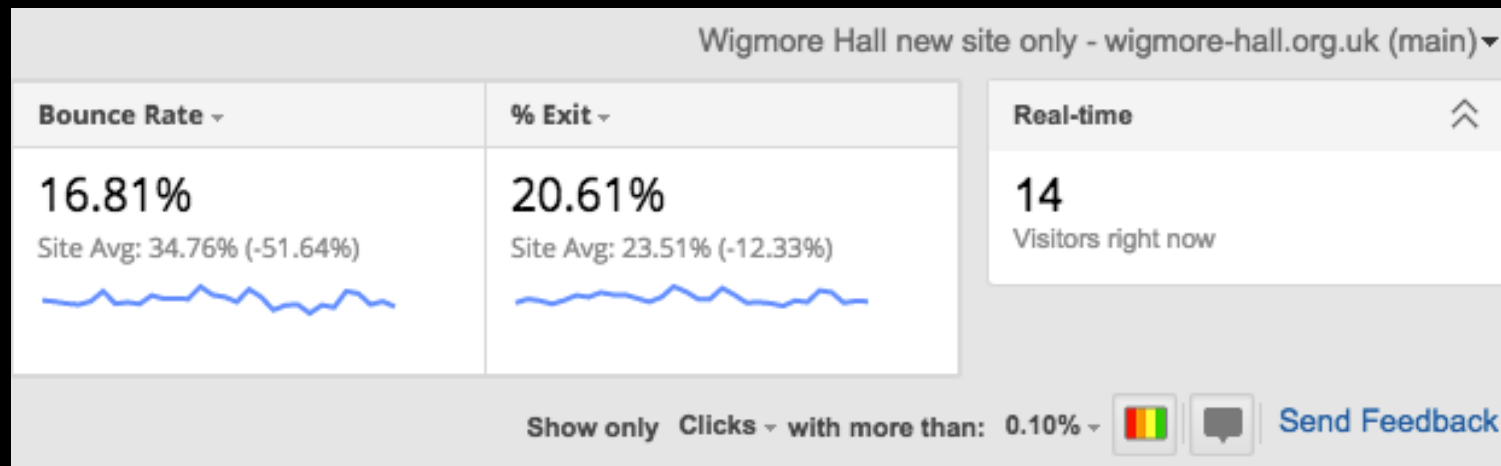 Wigmore Hall new site only - wigmore-hall.org.uk (main)
Bounce Rate
16.81%
Site Avg: 34.76% (-51.64%)
% Exit
20.61%
Site Avg: 23.51% (-12.33%)
Real-time
14
Visitors right now
Show only Clicks with more than: 0.10% Send Feedback